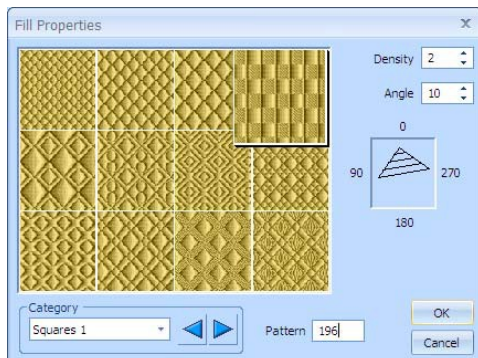 Fill Properties x
Density 2
Angle 10
0
90 270
180
Category
Squares 1
Pattern 196
OK
Cancel